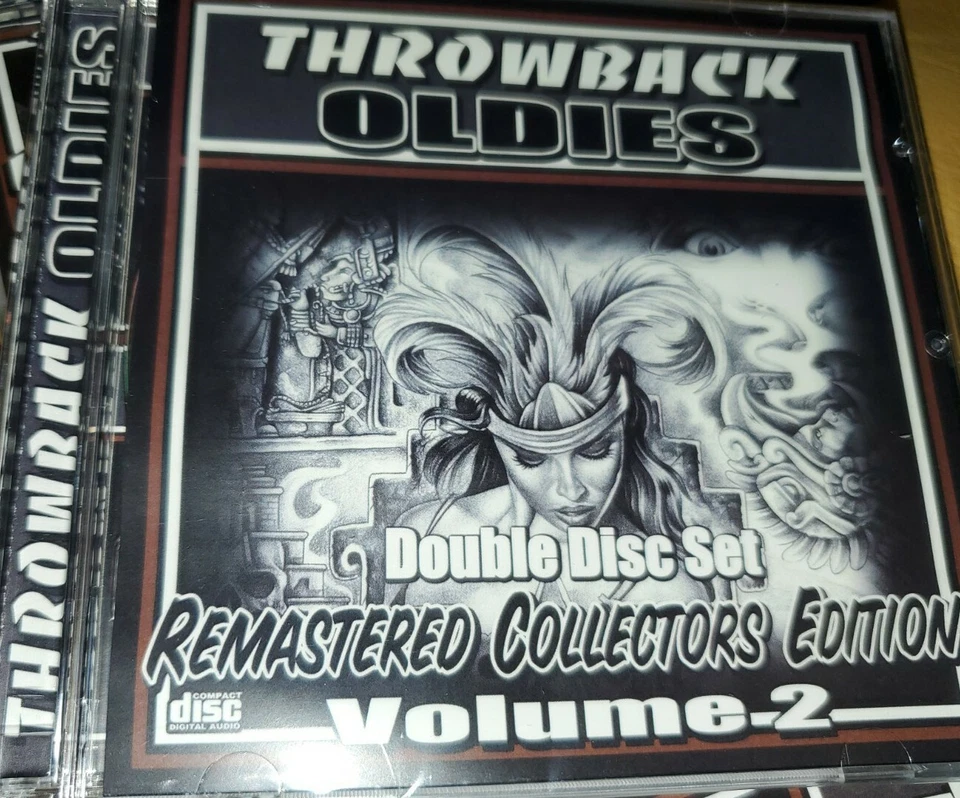 THROWBACK
OLDIES
Double Disc Set
REMASTERED COLLECTORS EDITION
COMPACT
disc
DIGITAL AUDIO
Volume-2
THROWBACK OLDIES